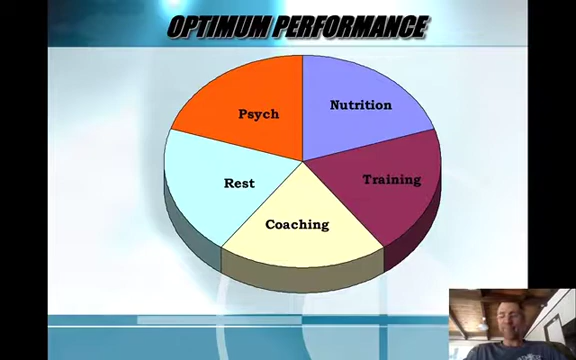 OPTIMUM PERFORMANCE
Psych
Nutrition
Rest
Training
Coaching